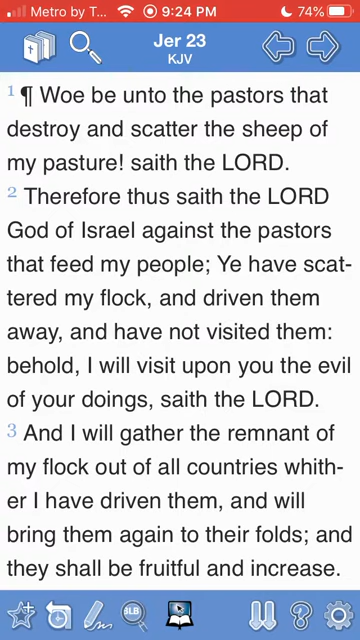 Metro by T... 9:24 PM 74%
Jer 23
KJV
1 ¶ Woe be unto the pastors that
destroy and scatter the sheep of
my pasture! saith the LORD.
2 Therefore thus saith the LORD
God of Israel against the pastors
that feed my people; Ye have scat-
tered my flock, and driven them
away, and have not visited them:
behold, I will visit upon you the evil
of your doings, saith the LORD.
3 And I will gather the remnant of
my flock out of all countries whith-
er I have driven them, and will
bring them again to their folds; and
they shall be fruitful and increase.
BLB ?